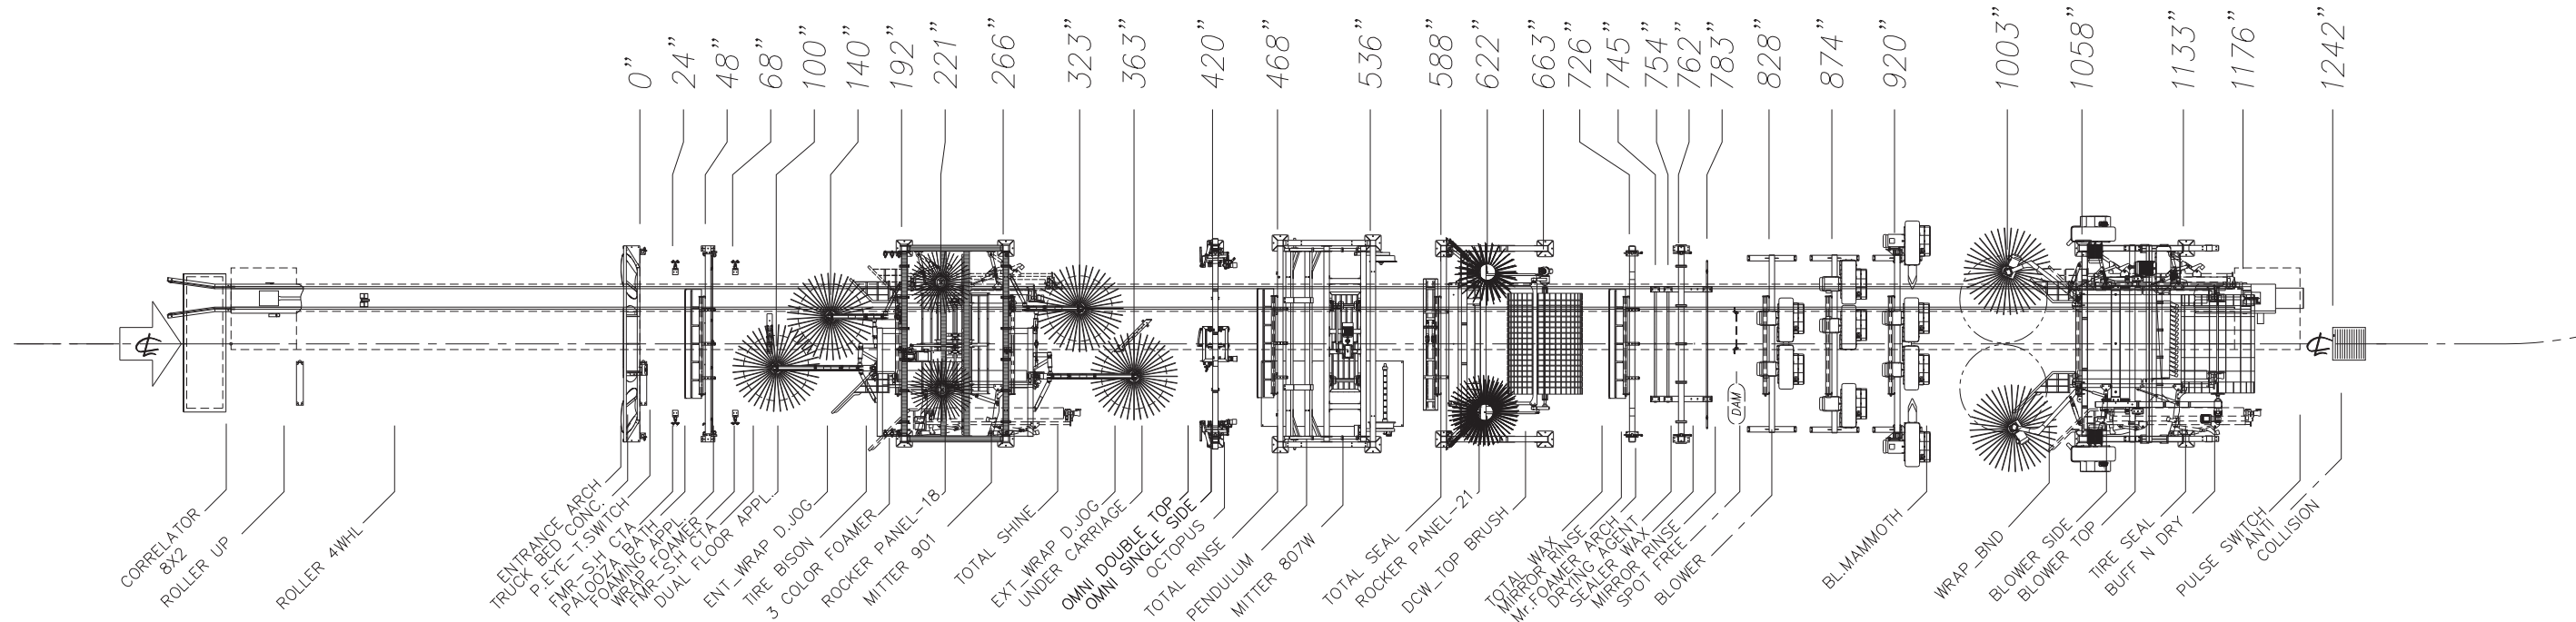 0"
24"
48"
68"
100"
140"
192"
221"
266"
323"
363"
420"
468"
536"
588"
622"
663"
726"
745"
754"
762"
783"
828"
874"
920"
1003"
1058"
1133"
1176"
1242"
DAM
CORRELATOR
8X2
ROLLER UP
ROLLER 4WHL
ENTRANCE ARCH
TRUCK BED CONC.
P.EYE-T.SWITCH
FMR-S.H CTA
PALOOZA BATH
FOAMING APPL.
WRAP FOAMER
FMR-S.H CTA
DUAL FLOOR APPL.
ENT_WRAP D.JOG
TIRE BISON
3 COLOR FOAMER
ROCKER PANEL-18
MITTER 901
TOTAL SHINE
EXT_WRAP D.JOG
UNDER CARRIAGE
OMNI DOUBLE TOP
OMNI SINGLE SIDE
OCTOPUS
TOTAL RINSE
PENDULUM
MITTER 807W
TOTAL SEAL
ROCKER PANEL-21
DCW_TOP BRUSH
TOTAL WAX
MIRROR RINSE
Mr.FOAMER ARCH
DRYING AGENT
SEALER WAX
MIRROR RINSE
SPOT FREE
BLOWER
BL.MAMMOTH
WRAP_BND
BLOWER SIDE
BLOWER TOP
TIRE SEAL
BUFF N DRY
PULSE SWITCH
ANTI
COLLISION